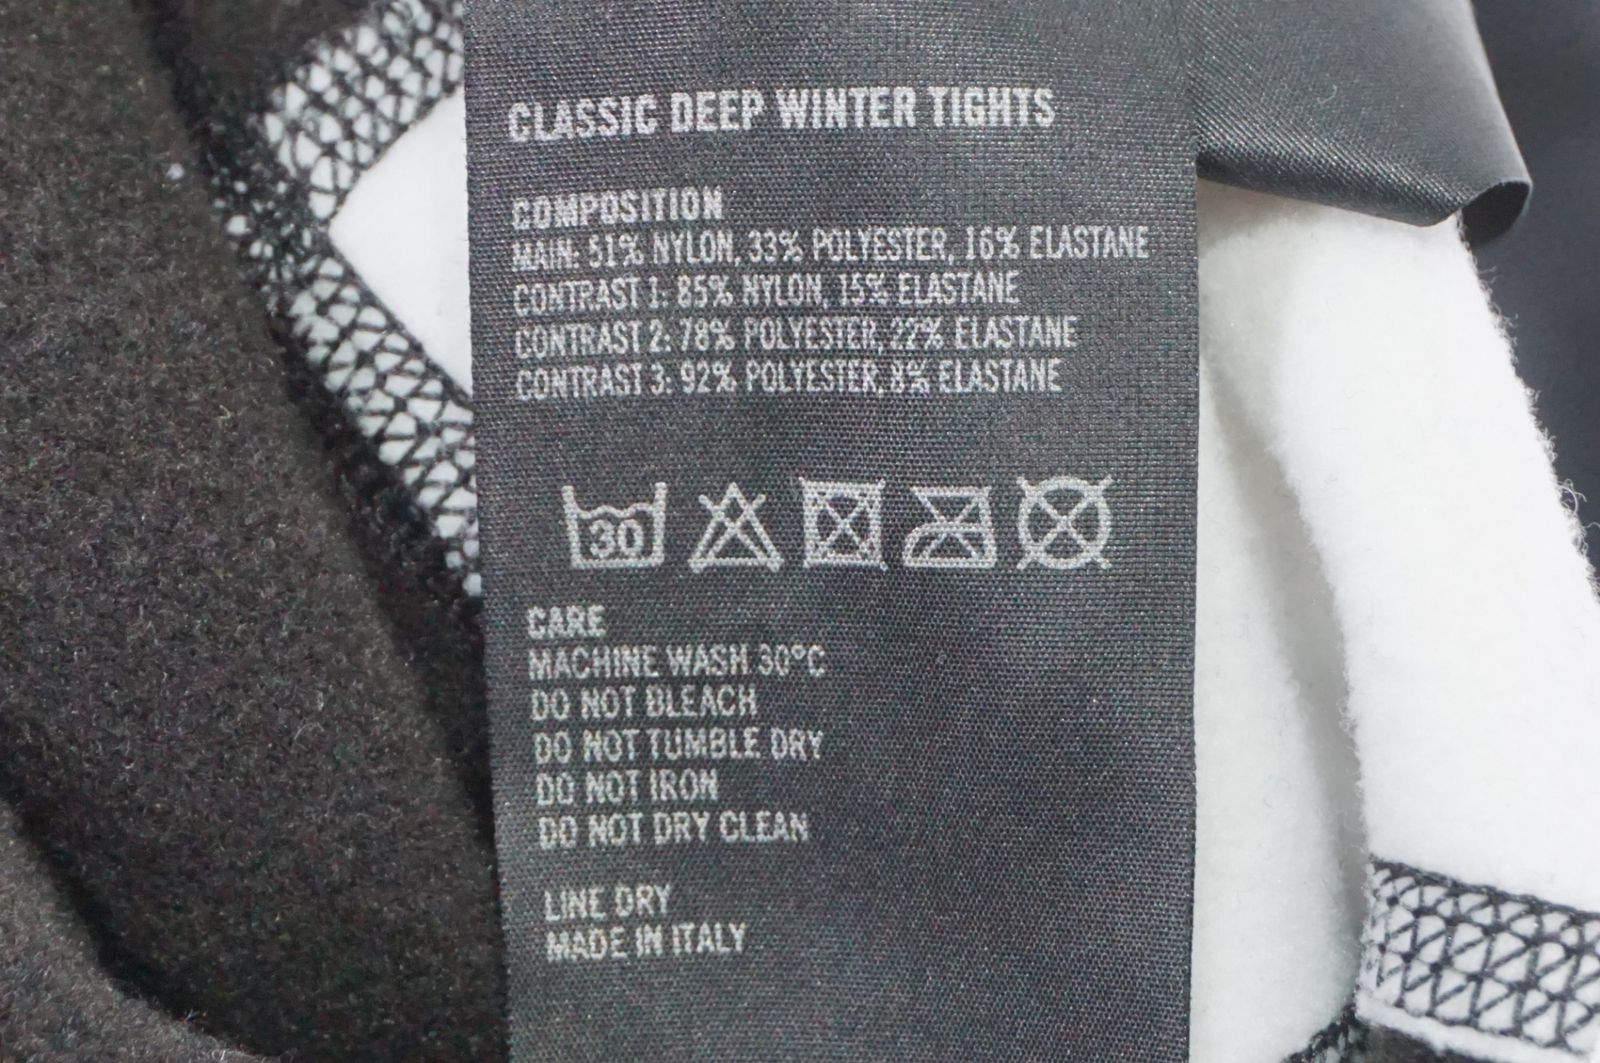 CLASSIC DEEP WINTER TIGHTS
COMPOSITION
MAIN: 51% NYLON, 33% POLYESTER, 16% ELASTANE
CONTRAST 1: 85% NYLON, 15% ELASTANE
CONTRAST 2: 78% POLYESTER, 22% ELASTANE
CONTRAST 3: 92% POLYESTER, 8% ELASTANE
30
CARE
MACHINE WASH 30°C
DO NOT BLEACH
DO NOT TUMBLE DRY
DO NOT IRON
DO NOT DRY CLEAN
LINE DRY
MADE IN ITALY